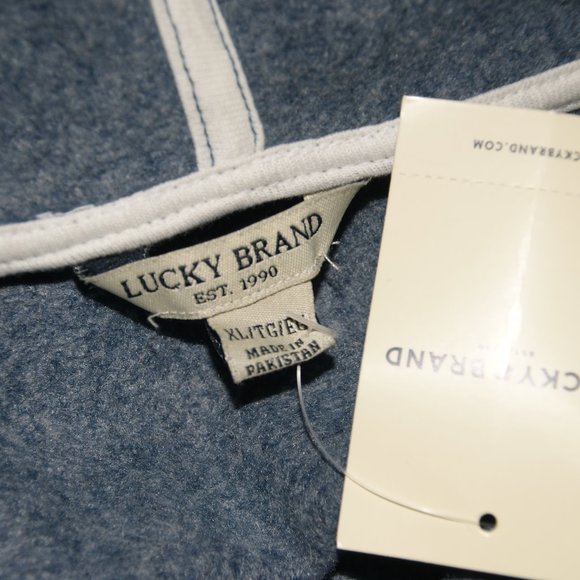 LUCKY BRAND
EST. 1990
XL/TG/EG
MADE IN
PAKISTAN
CKYBRAND.COM
CKY BRAND